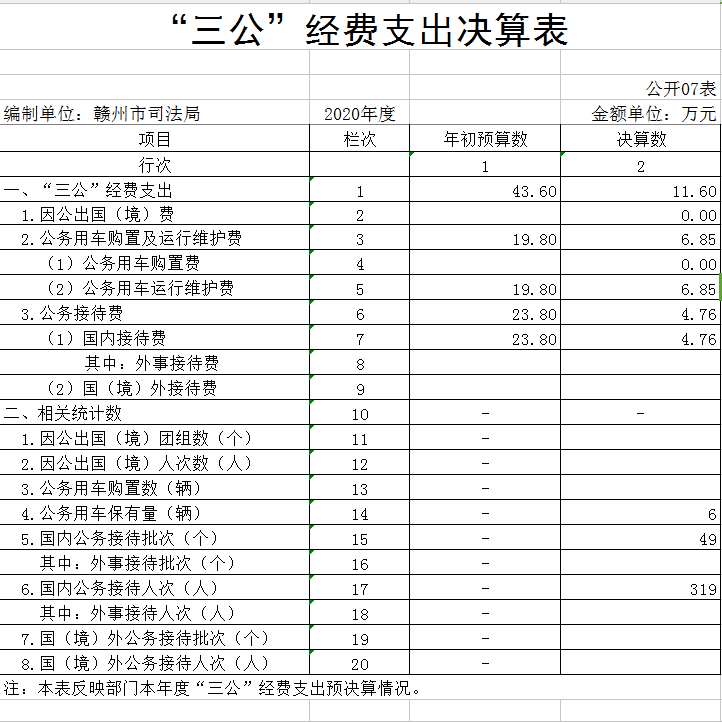 “三公”经费支出决算表
公开07表
编制单位：赣州市司法局 2020年度 金额单位：万元
项目 栏次 年初预算数 决算数
行次 1 2
一、“三公”经费支出 1 43.60 11.60
1.因公出国（境）费 2 0.00
2.公务用车购置及运行维护费 3 19.80 6.85
（1）公务用车购置费 4 0.00
（2）公务用车运行维护费 5 19.80 6.85
3.公务接待费 6 23.80 4.76
（1）国内接待费 7 23.80 4.76
其中：外事接待费 8
（2）国（境）外接待费 9
二、相关统计数 10 - -
1.因公出国（境）团组数（个） 11 -
2.因公出国（境）人次数（人） 12 -
3.公务用车购置数（辆） 13 -
4.公务用车保有量（辆） 14 - 6
5.国内公务接待批次（个） 15 - 49
其中：外事接待批次（个） 16 -
6.国内公务接待人次（人） 17 - 319
其中：外事接待人次（人） 18 -
7.国（境）外公务接待批次（个） 19 -
8.国（境）外公务接待人次（人） 20 -
注：本表反映部门本年度“三公”经费支出预决算情况。